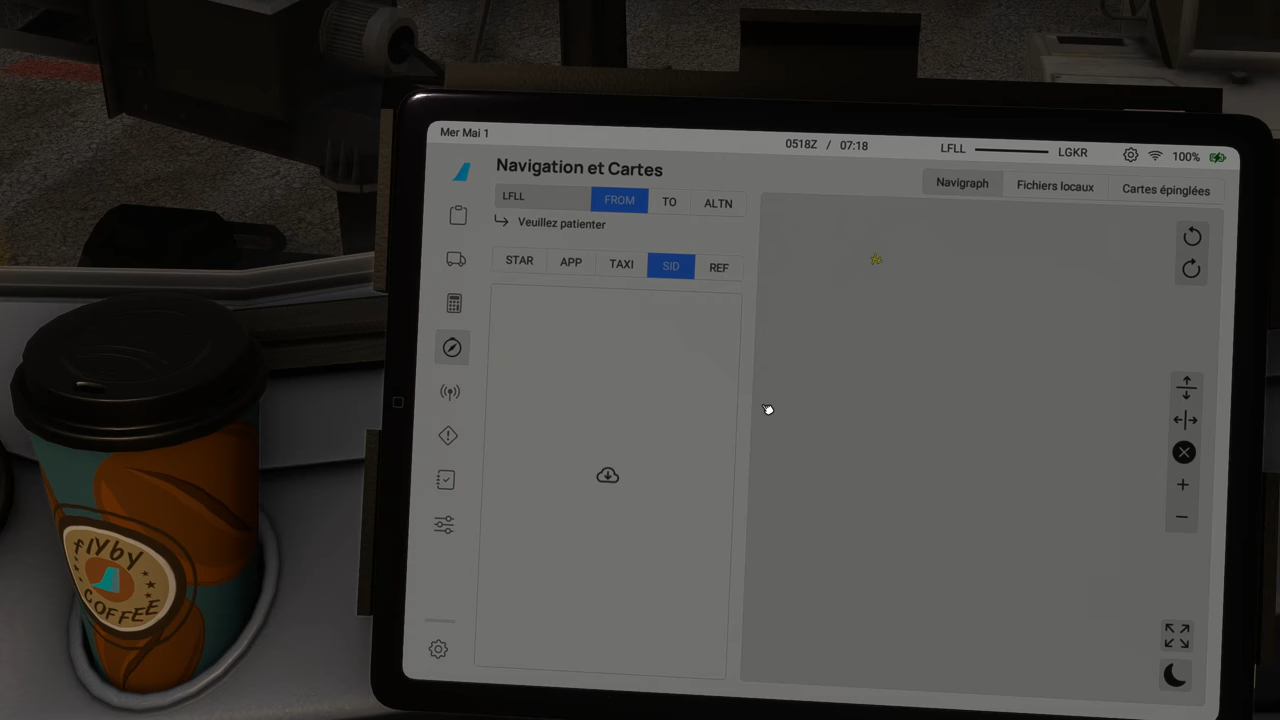 Mer Mai 1
0518Z / 07:18
LFLL
LGKR
100%
Navigation et Cartes
Navigraph
Fichiers locaux
Cartes épinglées
LFLL
FROM
TO
ALTN
Veuillez patienter
STAR
APP
TAXI
SID
REF
flyby
COFFEE